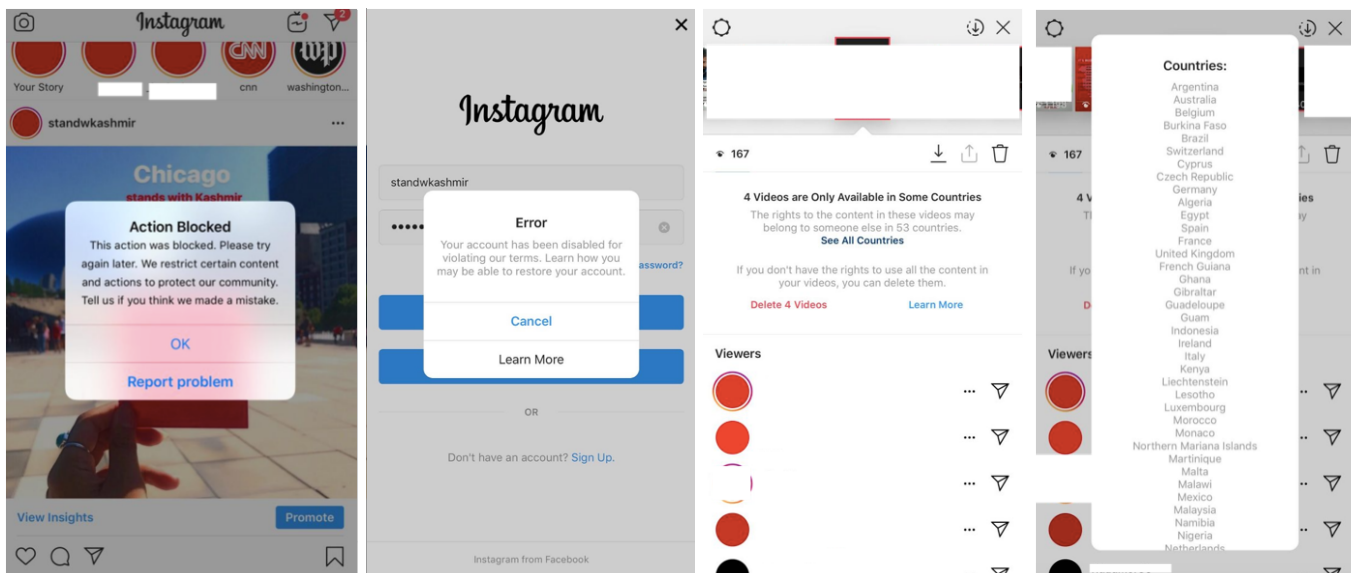 Instagram
2
CNN
wp
Your Story
cnn
washington...
standwkashmir
Chicago
stands with Kashmir
Action Blocked
This action was blocked. Please try
again later. We restrict certain content
and actions to protect our community.
Tell us if you think we made a mistake.
OK
Report problem
View Insights
Promote
Instagram
standwkashmir
assword?
Error
Your account has been disabled for
violating our terms. Learn how you
may be able to restore your account.
Cancel
Learn More
OR
Don't have an account? Sign Up.
Instagram from Facebook
167
4 Videos are Only Available in Some Countries
The rights to the content in these videos may
belong to someone else in 53 countries.
See All Countries
If you don't have the rights to use all the content in
your videos, you can delete them.
Delete 4 Videos
Learn More
Viewers
167
4 V
ies
If yo
nt in
Viewers
Countries:
Argentina
Australia
Belgium
Burkina Faso
Brazil
Switzerland
Cyprus
Czech Republic
Germany
Algeria
Egypt
Spain
France
United Kingdom
French Guiana
Ghana
Gibraltar
Guadeloupe
Guam
Indonesia
Ireland
Italy
Kenya
Liechtenstein
Lesotho
Luxembourg
Morocco
Monaco
Northern Mariana Islands
Martinique
Malta
Malawi
Mexico
Malaysia
Namibia
Nigeria
Netherlands